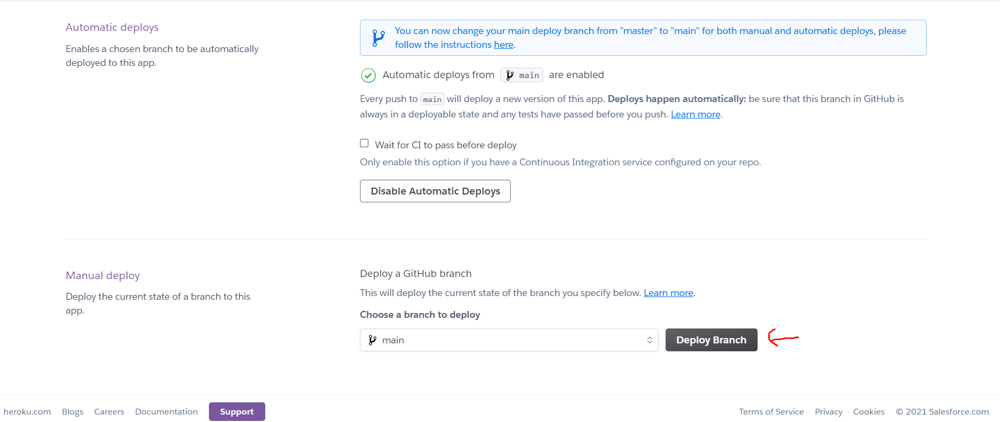 Automatic deploys
Enables a chosen branch to be automatically
deployed to this app.
You can now change your main deploy branch from "master" to "main" for both manual and automatic deploys, please
follow the instructions here.
Automatic deploys from main are enabled
Every push to main will deploy a new version of this app. Deploys happen automatically: be sure that this branch in GitHub is
always in a deployable state and any tests have passed before you push. Learn more.
Wait for CI to pass before deploy
Only enable this option if you have a Continuous Integration service configured on your repo.
Disable Automatic Deploys
Manual deploy
Deploy the current state of a branch to this
app.
Deploy a GitHub branch
This will deploy the current state of the branch you specify below. Learn more.
Choose a branch to deploy
main
Deploy Branch
heroku.com Blogs Careers Documentation Support Terms of Service Privacy Cookies © 2021 Salesforce.com